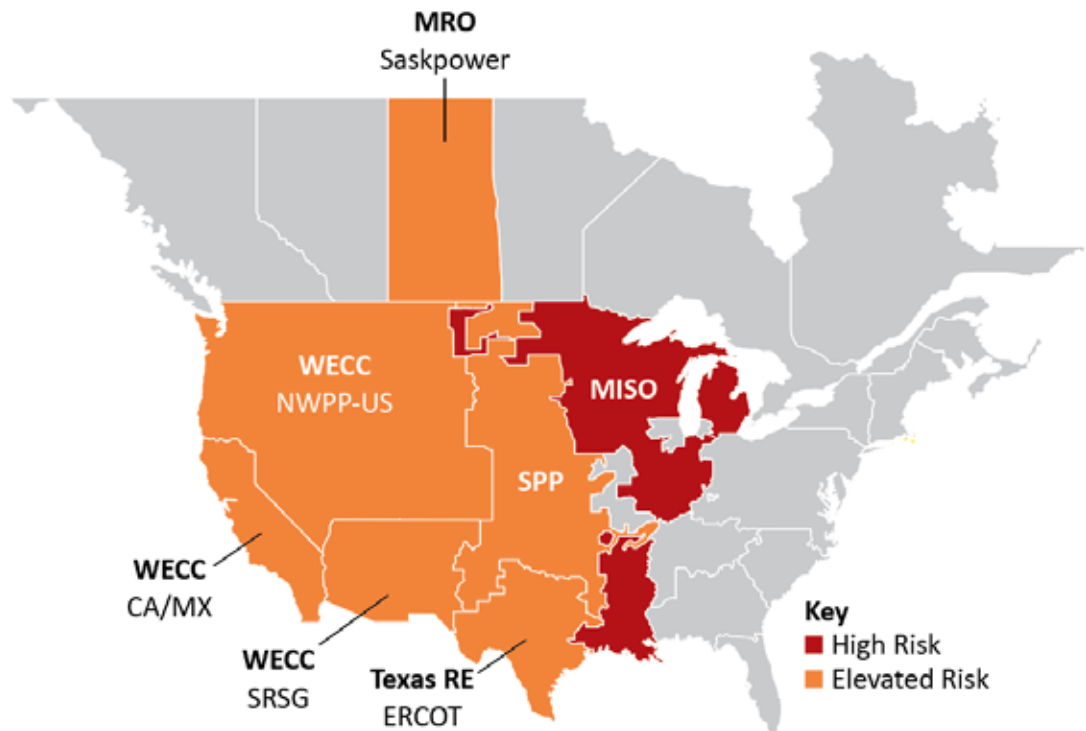 MRO
Saskpower
WECC
NWPP-US
MISO
SPP
WECC
CA/MX
WECC
SRSG
Texas RE
ERCOT
Key
High Risk
Elevated Risk